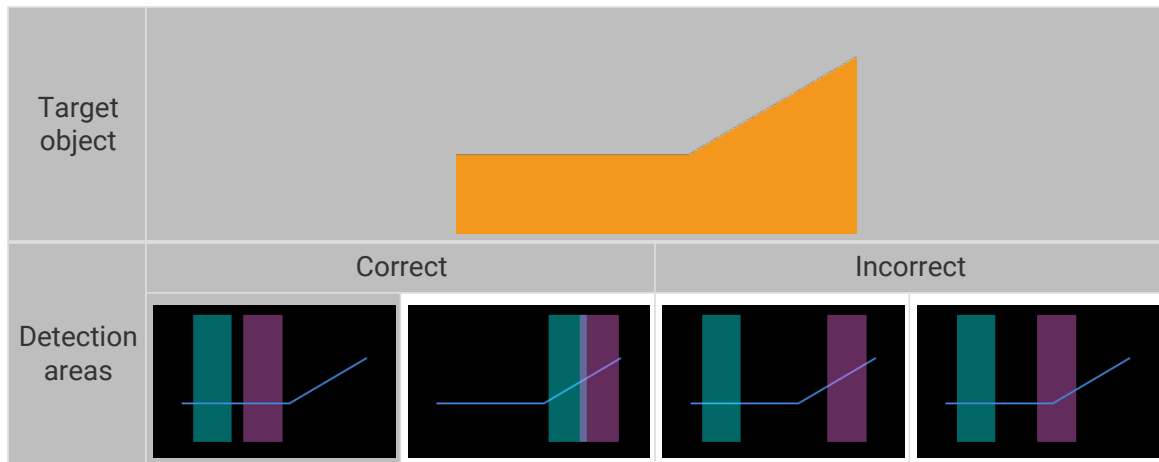 Target
object
Correct
Incorrect
Detection
areas